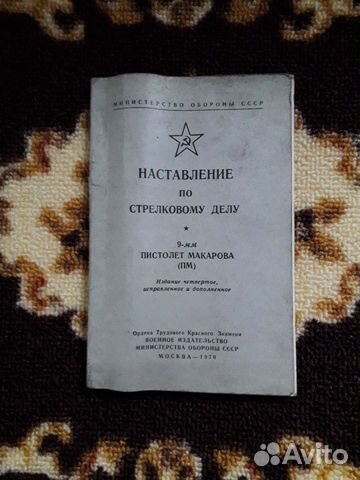 МИНИСТЕРСТВО ОБОРОНЫ СССР
НАСТАВЛЕНИЕ
ПО
СТРЕЛКОВОМУ ДЕЛУ
9-мм
ПИСТОЛЕТ МАКАРОВА
(ПМ)
Издание четвертое,
исправленное и дополненное
Ордена Трудового Красного Знамени
ВОЕННОЕ ИЗДАТЕЛЬСТВО
МИНИСТЕРСТВА ОБОРОНЫ СССР
МОСКВА — 1970
Avito